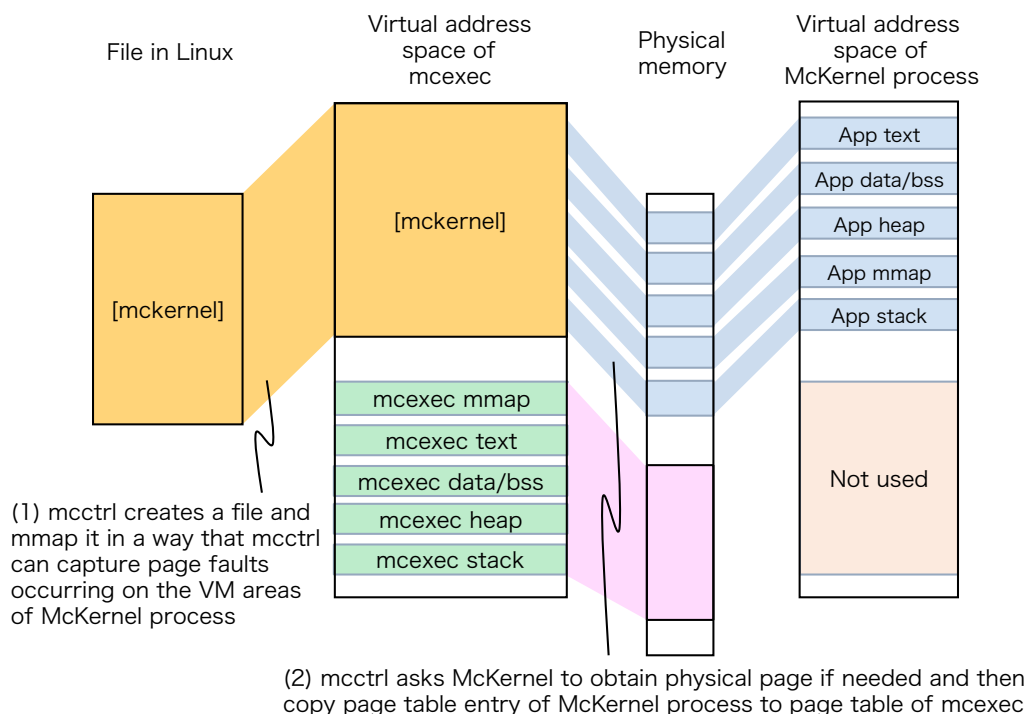 File in Linux
Virtual address
space of
mcexec
Physical
memory
Virtual address
space of
McKernel process
[mckernel]
[mckernel]
App text
App data/bss
App heap
App mmap
App stack
mcexec mmap
mcexec text
mcexec data/bss
mcexec heap
mcexec stack
Not used
(1) mcctrl creates a file and
mmap it in a way that mcctrl
can capture page faults
occurring on the VM areas
of McKernel process
(2) mcctrl asks McKernel to obtain physical page if needed and then
copy page table entry of McKernel process to page table of mcexec